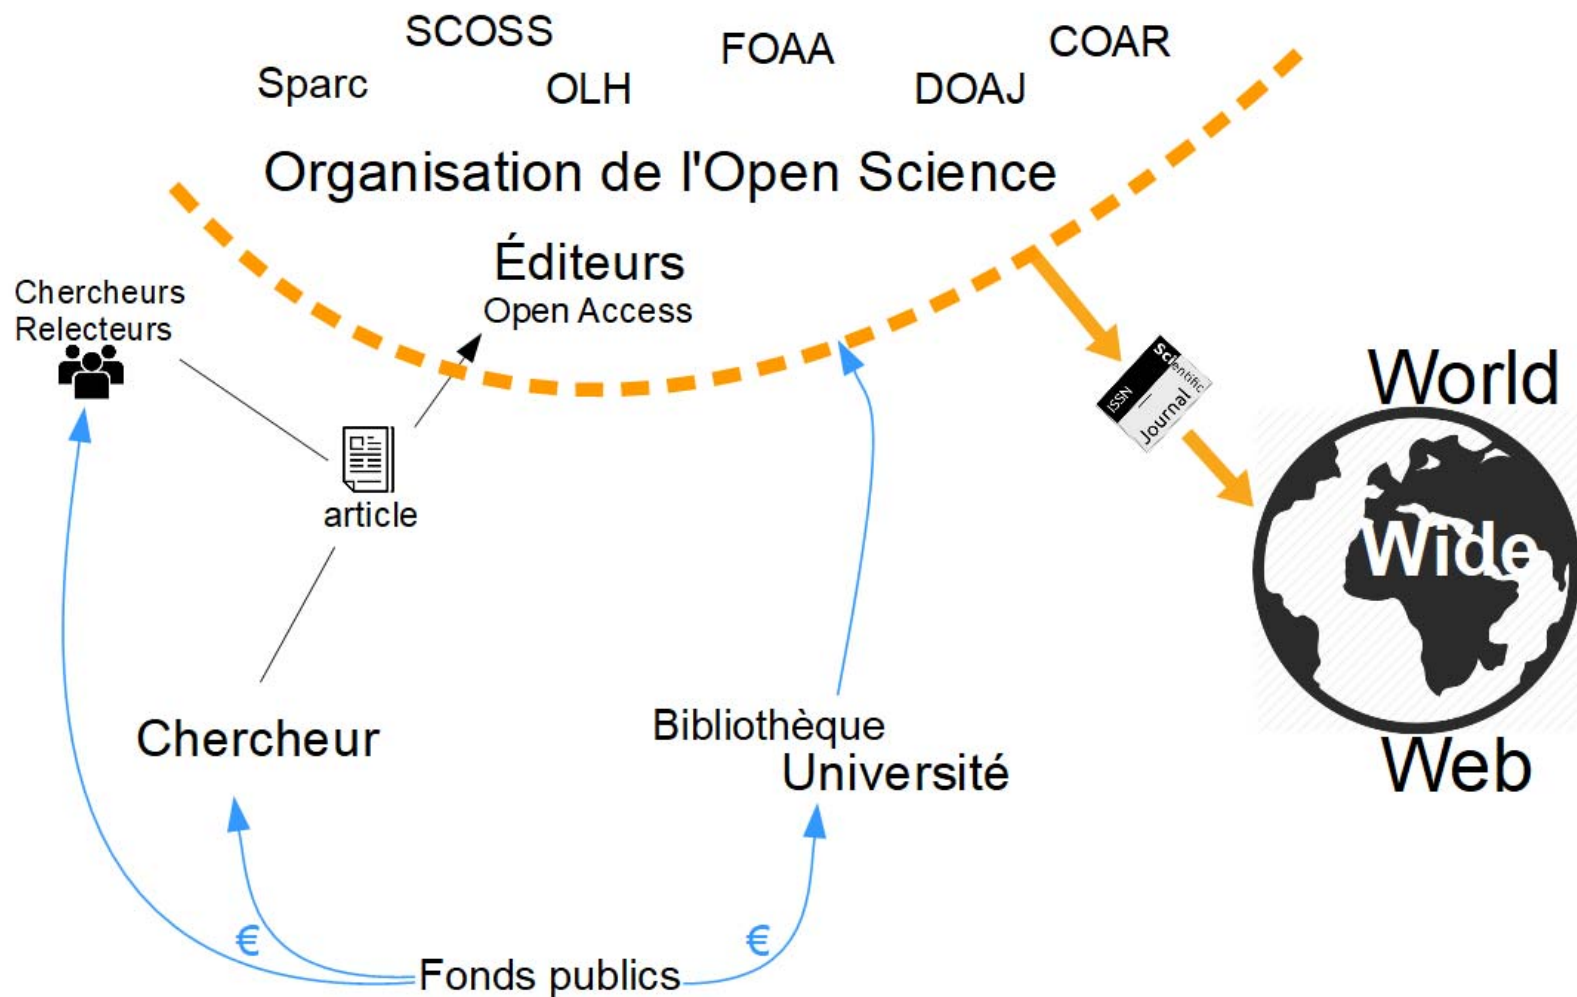 SCOSS
FOAA
COAR
Sparc
OLH
DOAJ
Organisation de l'Open Science
Éditeurs
Open Access
Chercheurs
Relecteurs
Scientific
ISSN
Journal
World
Wide
Web
article
Chercheur
Bibliothèque
Université
€
€
Fonds publics